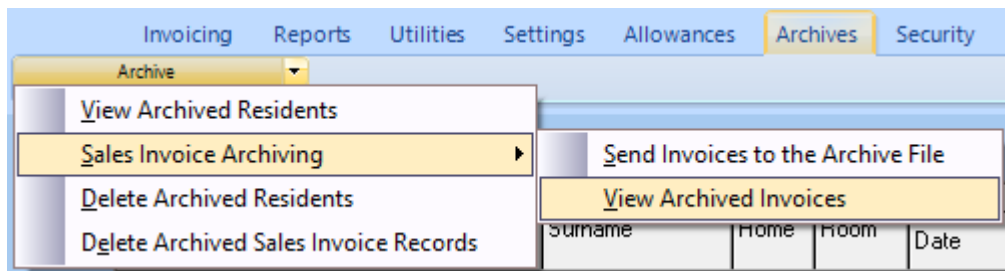 Invoicing Reports Utilities Settings Allowances Archives Security
Archive
View Archived Residents
Sales Invoice Archiving
Delete Archived Residents
Delete Archived Sales Invoice Records
Send Invoices to the Archive File
View Archived Invoices
Surname Home Room Date